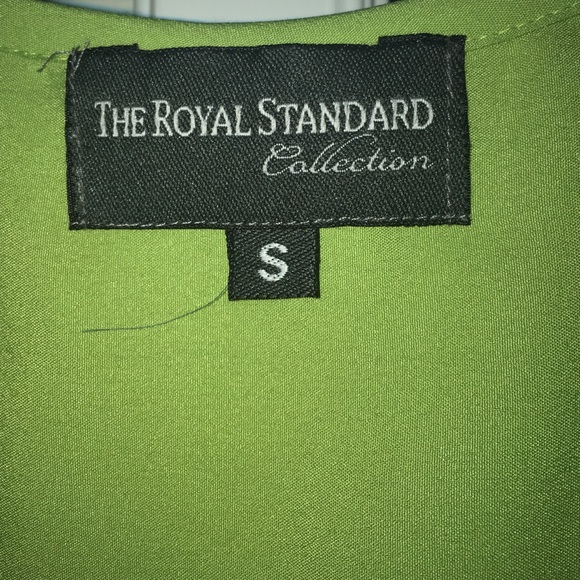 THE ROYAL STANDARD
Collection
S